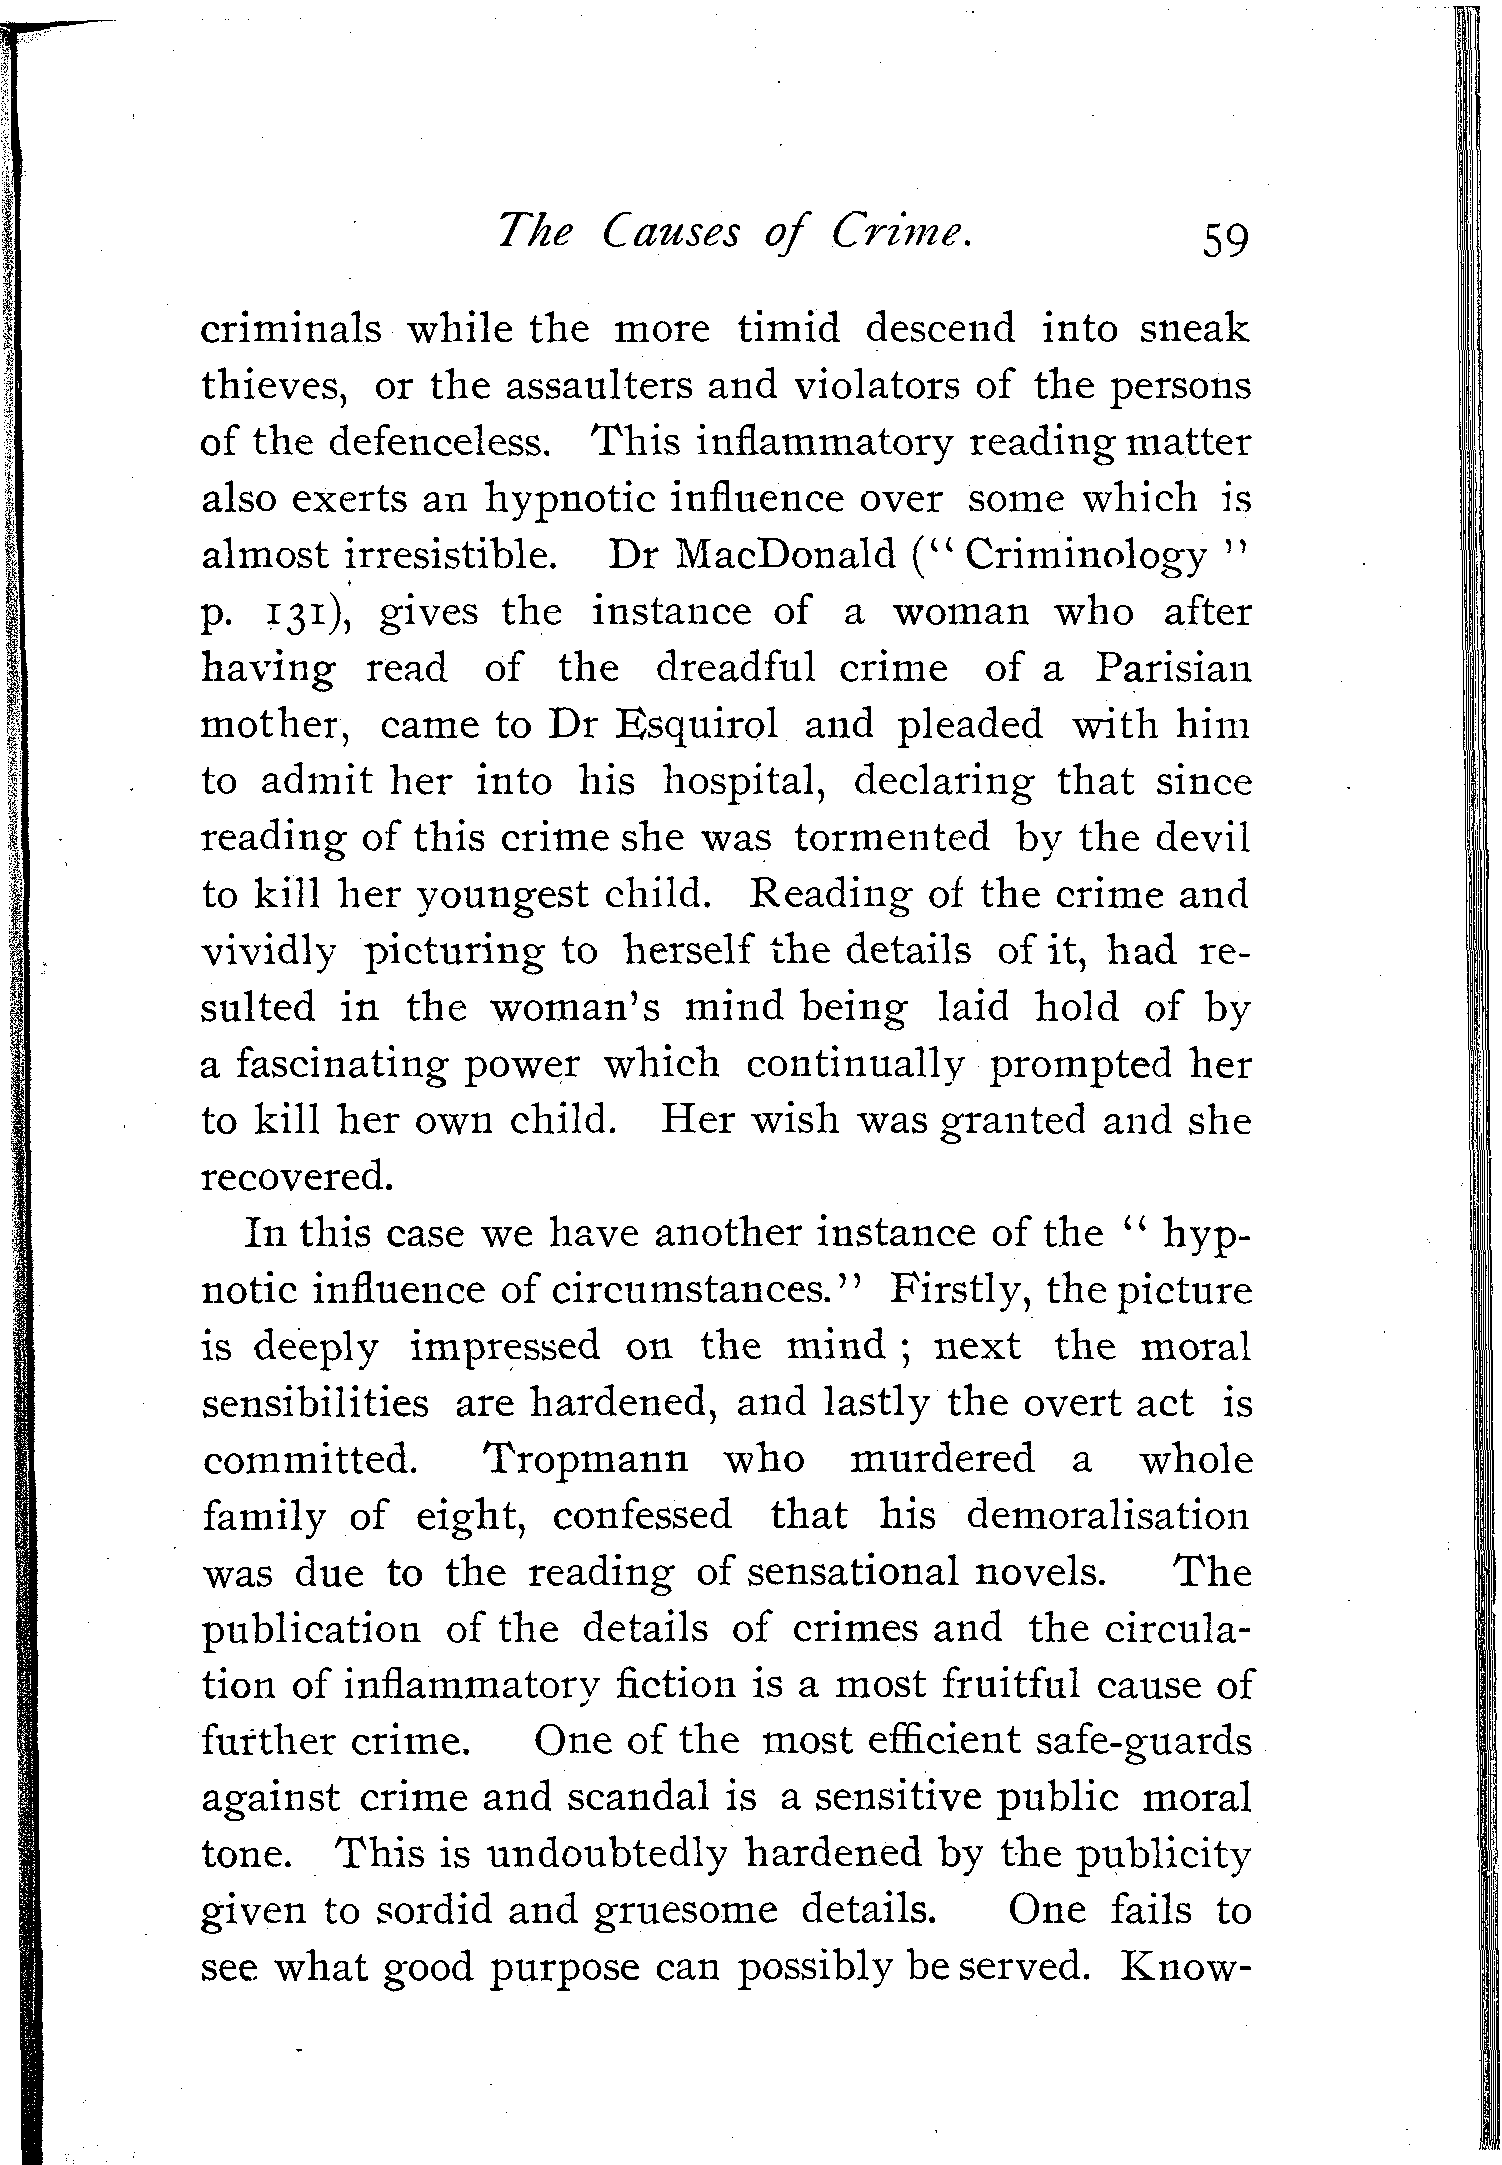 The Causes of Crime. 59
criminals while the more timid descend into sneak
thieves, or the assaulters and violators of the persons
of the defenceless. This inflammatory reading matter
also exerts an hypnotic influence over some which is
almost irresistible. Dr MacDonald (“ Criminology ”
p. 131), gives the instance of a woman who after
having read of the dreadful crime of a Parisian
mother, came to Dr Esquirol and pleaded with him
to admit her into his hospital, declaring that since
reading of this crime she was tormented by the devil
to kill her youngest child. Reading of the crime and
vividly picturing to herself the details of it, had re-
sulted in the woman's mind being laid hold of by
a fascinating power which continually prompted her
to kill her own child. Her wish was granted and she
recovered.
In this case we have another instance of the “ hyp-
notic influence of circumstances.” Firstly, the picture
is deeply impressed on the mind ; next the moral
sensibilities are hardened, and lastly the overt act is
committed. Tropmann who murdered a whole
family of eight, confessed that his demoralisation
was due to the reading of sensational novels. The
publication of the details of crimes and the circula-
tion of inflammatory fiction is a most fruitful cause of
further crime. One of the most efficient safe-guards
against crime and scandal is a sensitive public moral
tone. This is undoubtedly hardened by the publicity
given to sordid and gruesome details. One fails to
see what good purpose can possibly be served. Know-